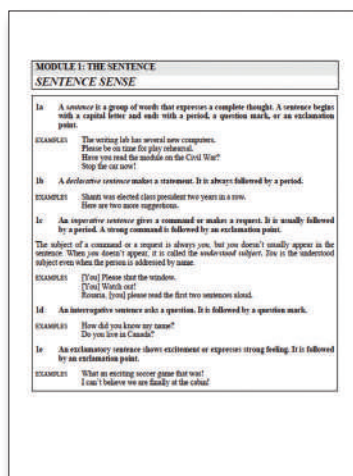 MODULE 1: THE SENTENCE
SENTENCE SENSE
1a A sentence is a group of words that expresses a complete thought. A sentence begins
with a capital letter and ends with a period, a question mark, or an exclamation
point.
EXAMPLES The writing lab has several new computers.
Please be on time for play rehearsal.
Have you read the module on the Civil War?
Stop the car now!
1b A declarative sentence makes a statement. It is always followed by a period.
EXAMPLES was elected class president two years in a row.
Here are two more suggestions.
1c An imperative sentence gives a command or makes a request. It is usually followed
by a period. A strong command is followed by an exclamation point.
The subject of a command or a request is always you, but you doesn't usually appear in the
sentence. When you doesn't appear, it is called the understood subject. You is the understood
subject even when the person is addressed by name.
EXAMPLES [You] Please shut the window.
[You] Watch out!
[you] please read the first two sentences aloud.
1d An interrogative sentence asks a question. It is followed by a question mark.
EXAMPLES How did you know my name?
Do you live in Canada?
1e An exclamatory sentence shows excitement or expresses strong feeling. It is followed
by an exclamation point.
EXAMPLES What an exciting soccer game that was!
I can't believe we are finally at the cabin!